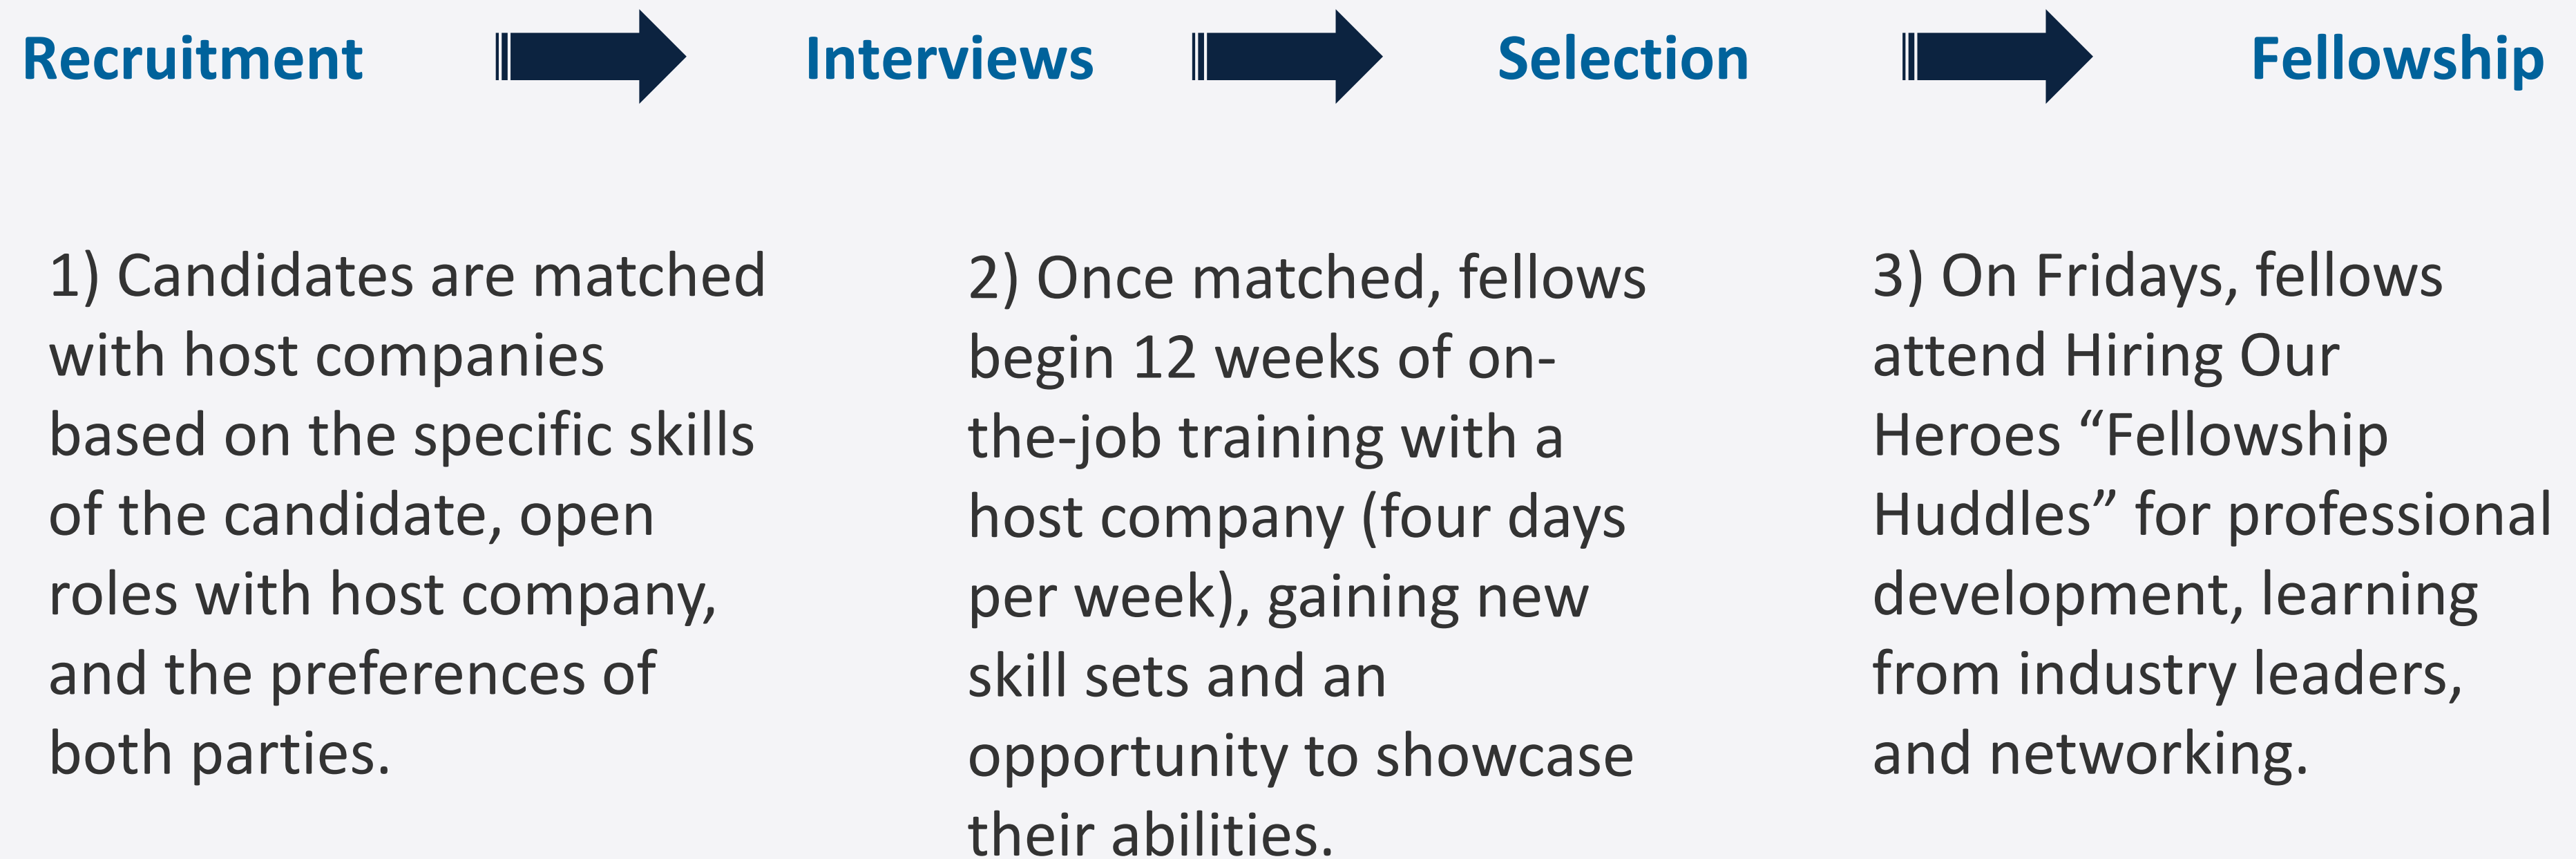 Recruitment
Interviews
Selection
Fellowship
1) Candidates are matched
with host companies
based on the specific skills
of the candidate, open
roles with host company,
and the preferences of
both parties.
2) Once matched, fellows
begin 12 weeks of on-
the-job training with a
host company (four days
per week), gaining new
skill sets and an
opportunity to showcase
their abilities.
3) On Fridays, fellows
attend Hiring Our
Heroes “Fellowship
Huddles” for professional
development, learning
from industry leaders,
and networking.